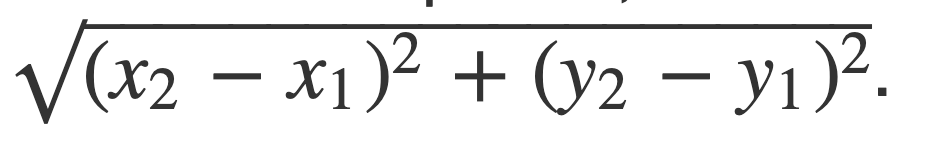 √(x₂ − x₁)² + (y₂ − y₁)².